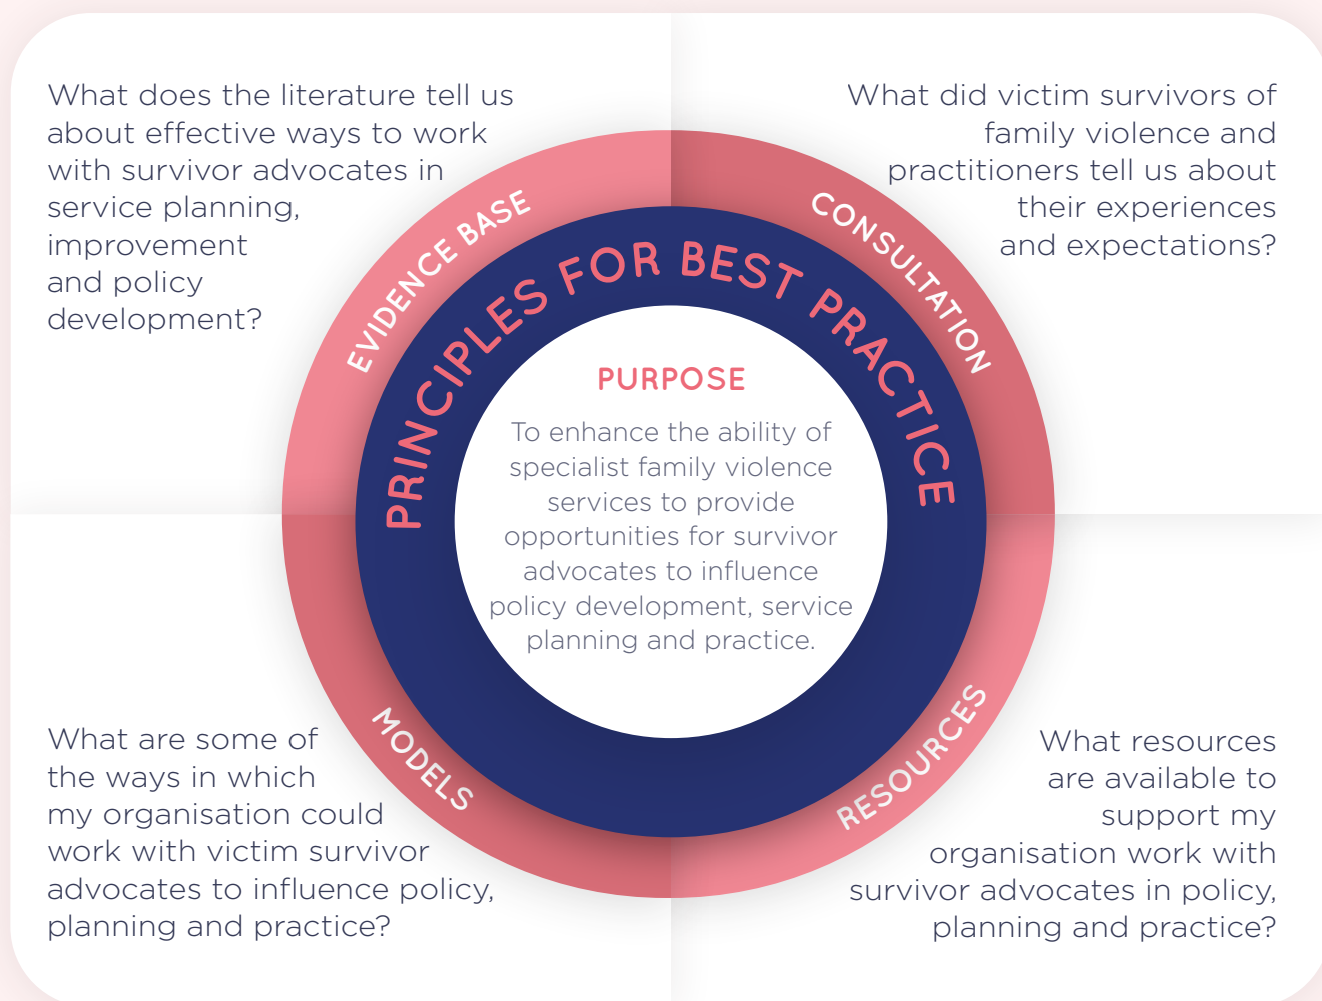 What does the literature tell us
about effective ways to work
with survivor advocates in
service planning,
improvement
and policy
development?
What did victim survivors of
family violence and
practitioners tell us about
their experiences
and expectations?
EVIDENCE BASE
CONSULTATION
PRINCIPLES FOR BEST PRACTICE
PURPOSE
To enhance the ability of
specialist family violence
services to provide
opportunities for survivor
advocates to influence
policy development, service
planning and practice.
MODELS
RESOURCES
What are some of
the ways in which
my organisation could
work with victim survivor
advocates to influence policy,
planning and practice?
What resources
are available to
support my
organisation work with
survivor advocates in policy,
planning and practice?